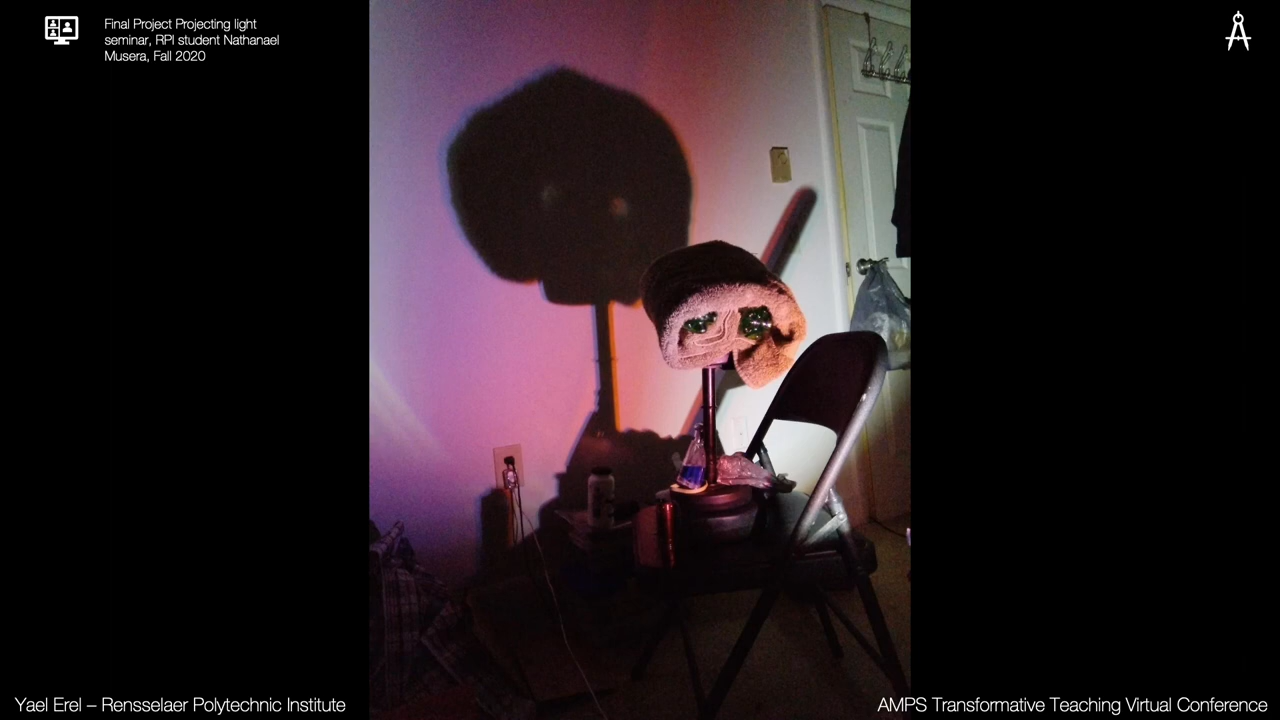 Final Project Projecting light
seminar, RPI student Nathanael
Musera, Fall 2020
Yael Erel – Rensselaer Polytechnic Institute
AMPS Transformative Teaching Virtual Conference